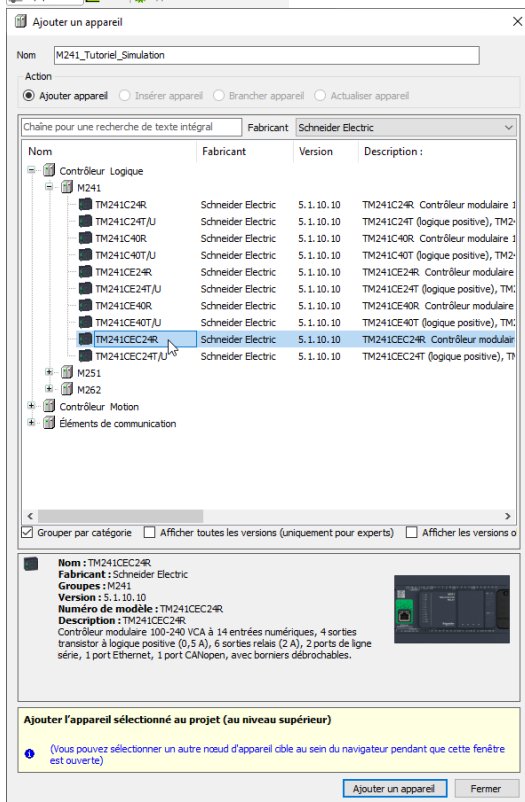 Ajouter un appareil
Nom M241_Tutoriel_Simulation
Action
Ajouter appareil Insérer appareil Brancher appareil Actualiser appareil
Chaîne pour une recherche de texte intégral Fabricant Schneider Electric
Nom Fabricant Version Description :
Contrôleur Logique
M241
TM241C24R Schneider Electric 5.1.10.10 TM241C24R Contrôleur modulaire 1
TM241C24T/U Schneider Electric 5.1.10.10 TM241C24T (logique positive), TM2
TM241C40R Schneider Electric 5.1.10.10 TM241C40R Contrôleur modulaire 1
TM241C40T/U Schneider Electric 5.1.10.10 TM241C40T (logique positive), TM2
TM241CE24R Schneider Electric 5.1.10.10 TM241CE24R Contrôleur modulaire
TM241CE24T/U Schneider Electric 5.1.10.10 TM241CE24T (logique positive), TM
TM241CE40R Schneider Electric 5.1.10.10 TM241CE40R Contrôleur modulaire
TM241CE40T/U Schneider Electric 5.1.10.10 TM241CE40T (logique positive), TM
TM241CEC24R Schneider Electric 5.1.10.10 TM241CEC24R Contrôleur modulair
TM241CEC24T/U Schneider Electric 5.1.10.10 TM241CEC24T (logique positive), T
M251
M262
Contrôleur Motion
Éléments de communication
Grouper par catégorie Afficher toutes les versions (uniquement pour experts) Afficher les versions o
Nom : TM241CEC24R
Fabricant : Schneider Electric
Groupes : M241
Version : 5.1.10.10
Numéro de modèle : TM241CEC24R
Description : TM241CEC24R
Contrôleur modulaire 100-240 VCA à 14 entrées numériques, 4 sorties
transistor à logique positive (0,5 A), 6 sorties relais (2 A), 2 ports de ligne
série, 1 port Ethernet, 1 port CANopen, avec borniers débrochables.
Ajouter l'appareil sélectionné au projet (au niveau supérieur)
(Vous pouvez sélectionner un autre nœud d'appareil cible au sein du navigateur pendant que cette fenêtre
est ouverte)
Ajouter un appareil Fermer